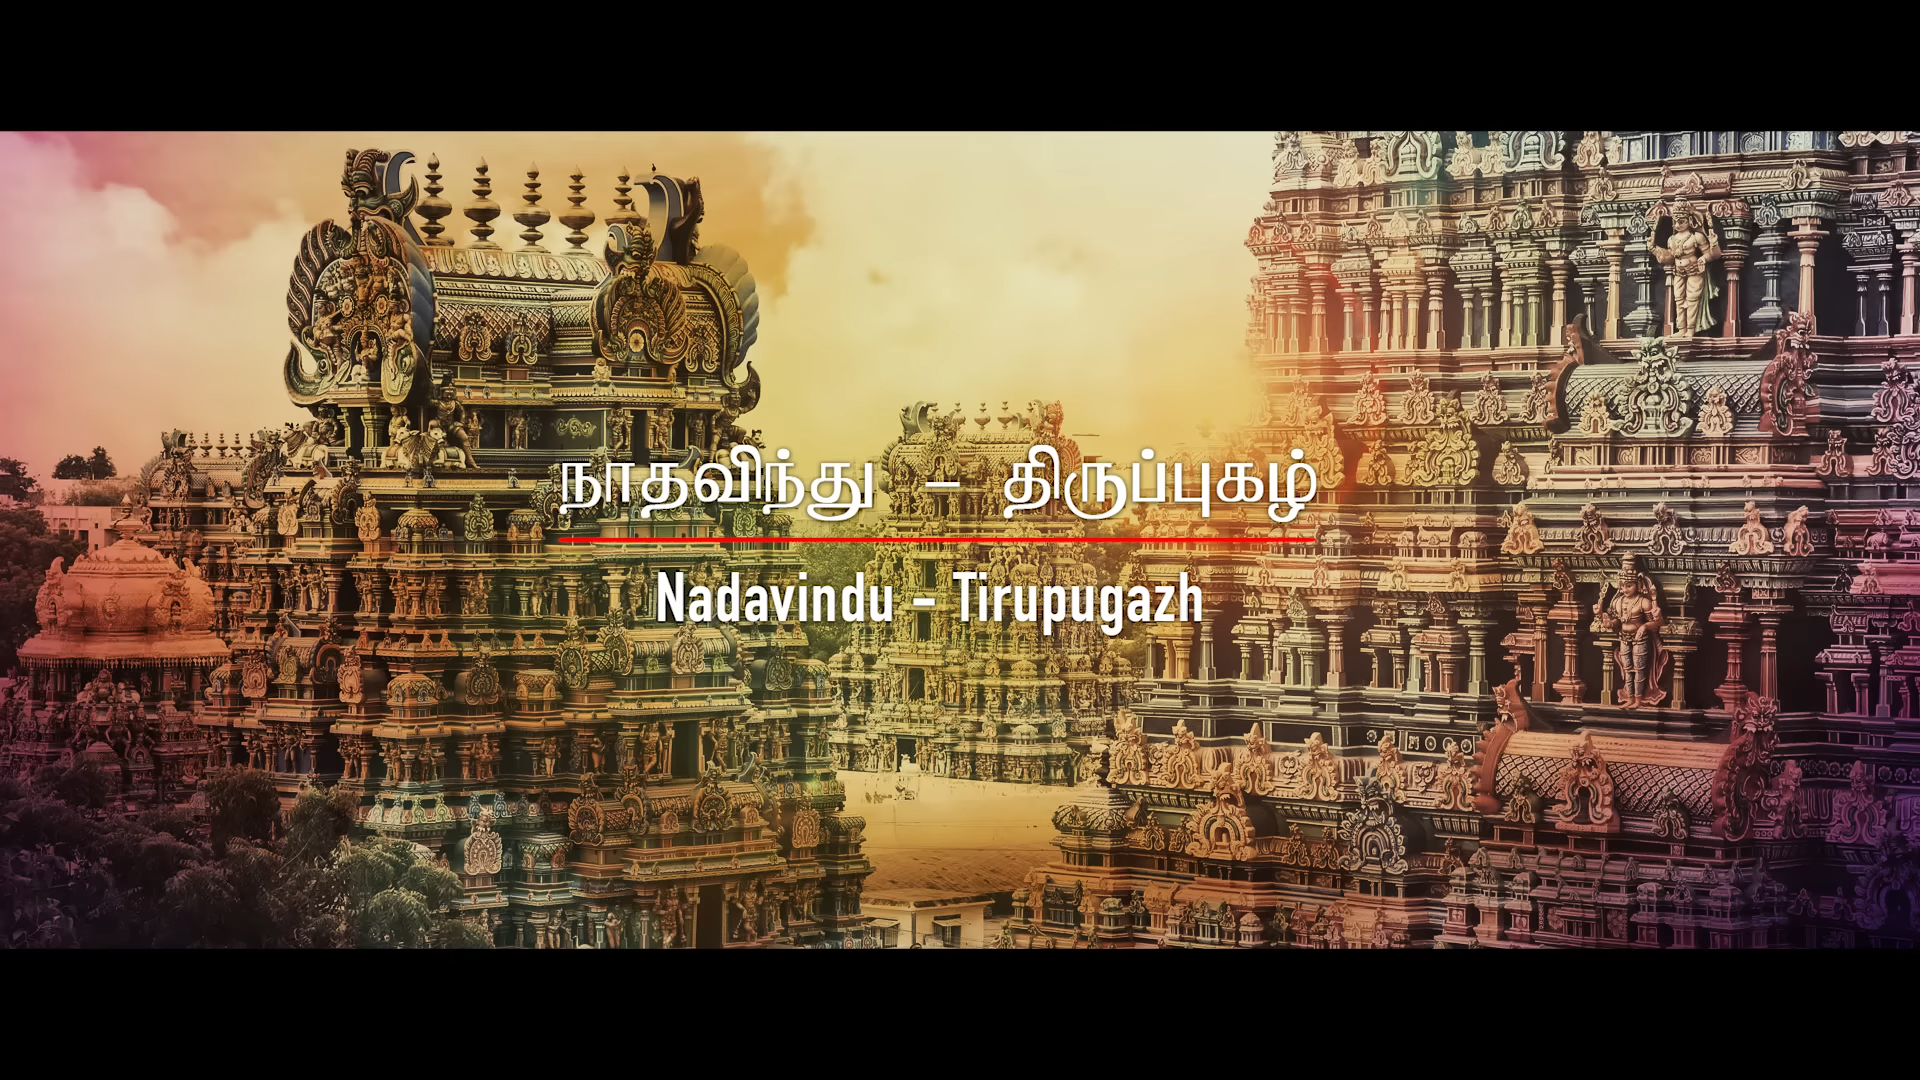 நாதவிந்து – திருப்புகழ்
Nadavindu - Tirupugazh